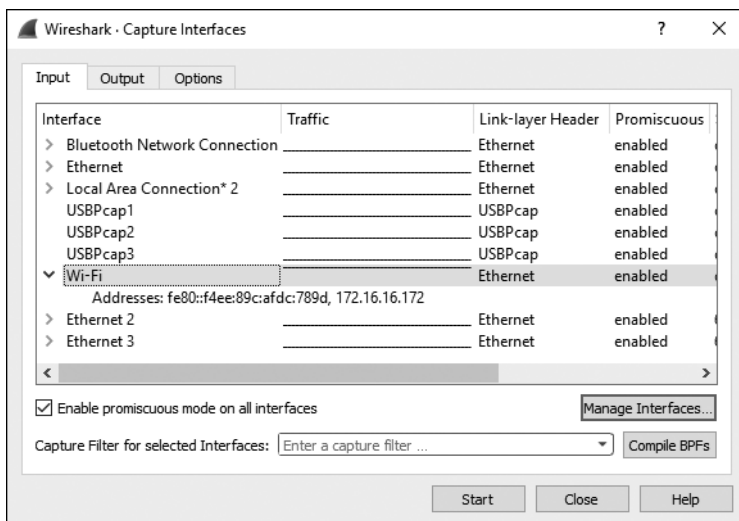 Wireshark · Capture Interfaces
Input Output Options
Interface Traffic Link-layer Header Promiscuous
Bluetooth Network Connection Ethernet enabled
Ethernet Ethernet enabled
Local Area Connection* 2 Ethernet enabled
USBPcap1 USBPcap enabled
USBPcap2 USBPcap enabled
USBPcap3 USBPcap enabled
Wi-Fi Ethernet enabled
Addresses: fe80::f4ee:89c:afdc:789d, 172.16.16.172
Ethernet 2 Ethernet enabled
Ethernet 3 Ethernet enabled
Enable promiscuous mode on all interfaces Manage Interfaces...
Capture Filter for selected Interfaces: Enter a capture filter ... Compile BPFs
Start Close Help